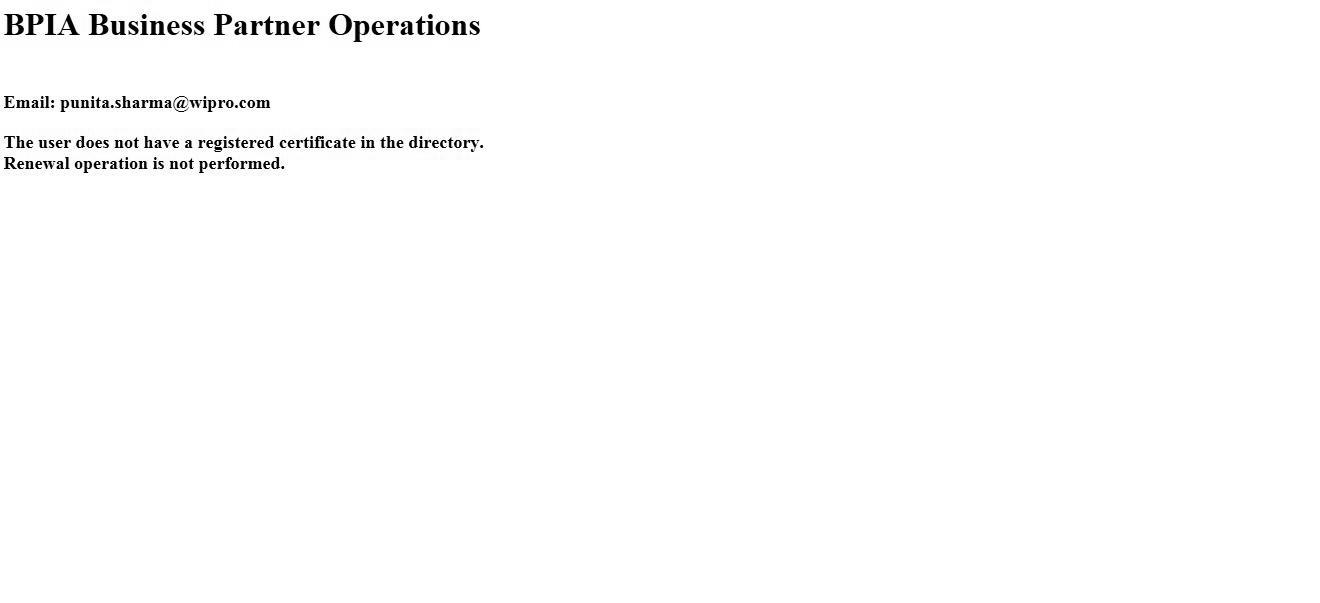 BPIA Business Partner Operations
Email: punita.sharma@wipro.com
The user does not have a registered certificate in the directory.
Renewal operation is not performed.